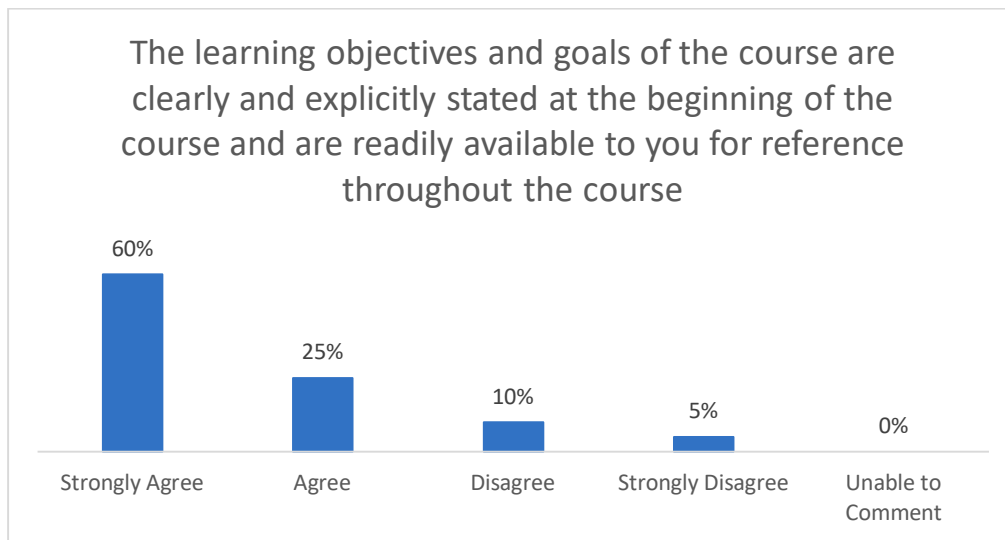 The learning objectives and goals of the course are
clearly and explicitly stated at the beginning of the
course and are readily available to you for reference
throughout the course
60%
25%
10%
5%
0%
Strongly Agree
Agree
Disagree
Strongly Disagree
Unable to
Comment